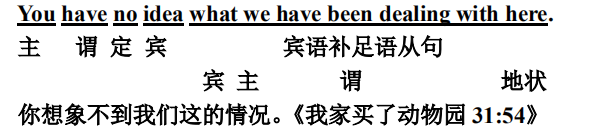 You have no idea what we have been dealing with here.
主 谓 定 宾 宾语补足语从句
宾 主 谓 地状
你想象不到我们这的情况。《我家买了动物园 31:54》